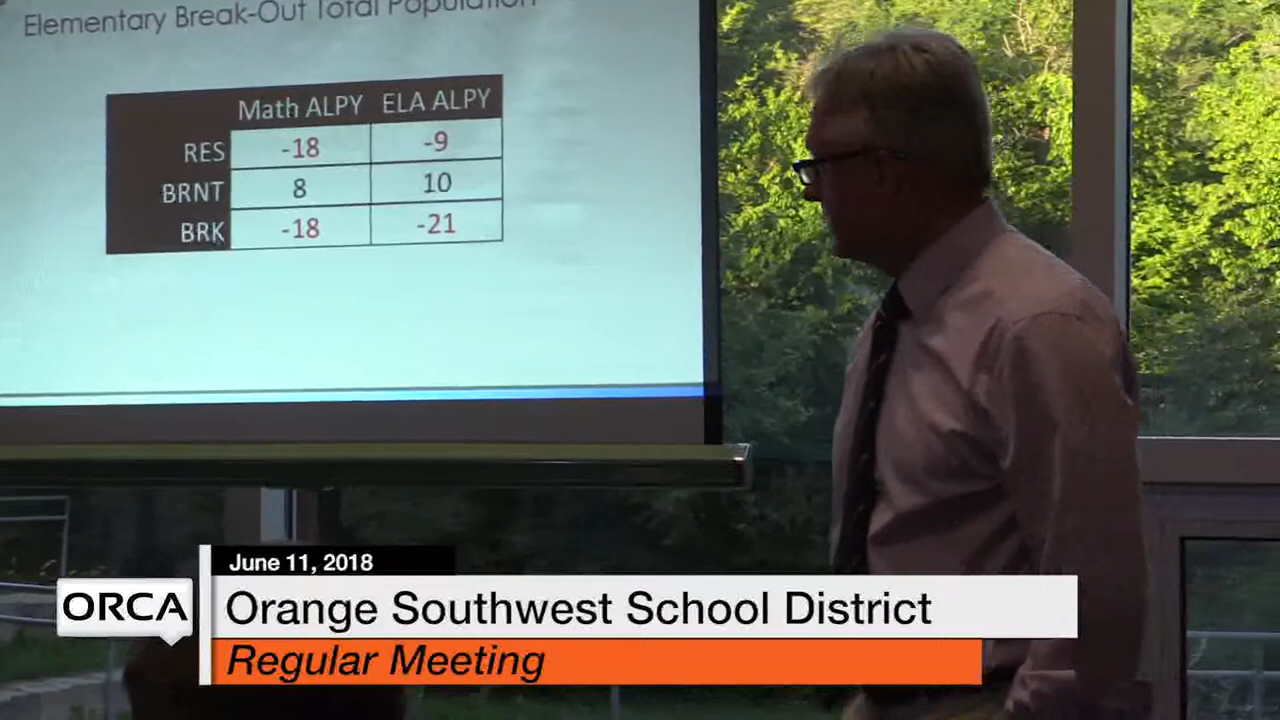 Elementary Break-Out Total Population
Math ALPY ELA ALPY
RES -18 -9
BRNT 8 10
BRK -18 -21
June 11, 2018
ORCA
Orange Southwest School District
Regular Meeting